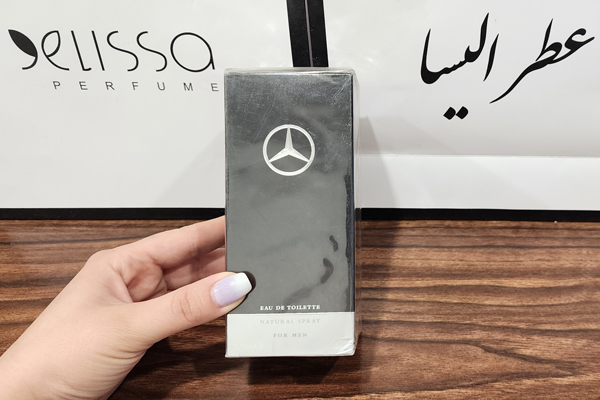 elissa
PERFUME
عطر الیسا
EAU DE TOILETTE
NATURAL SPRAY
FOR MEN